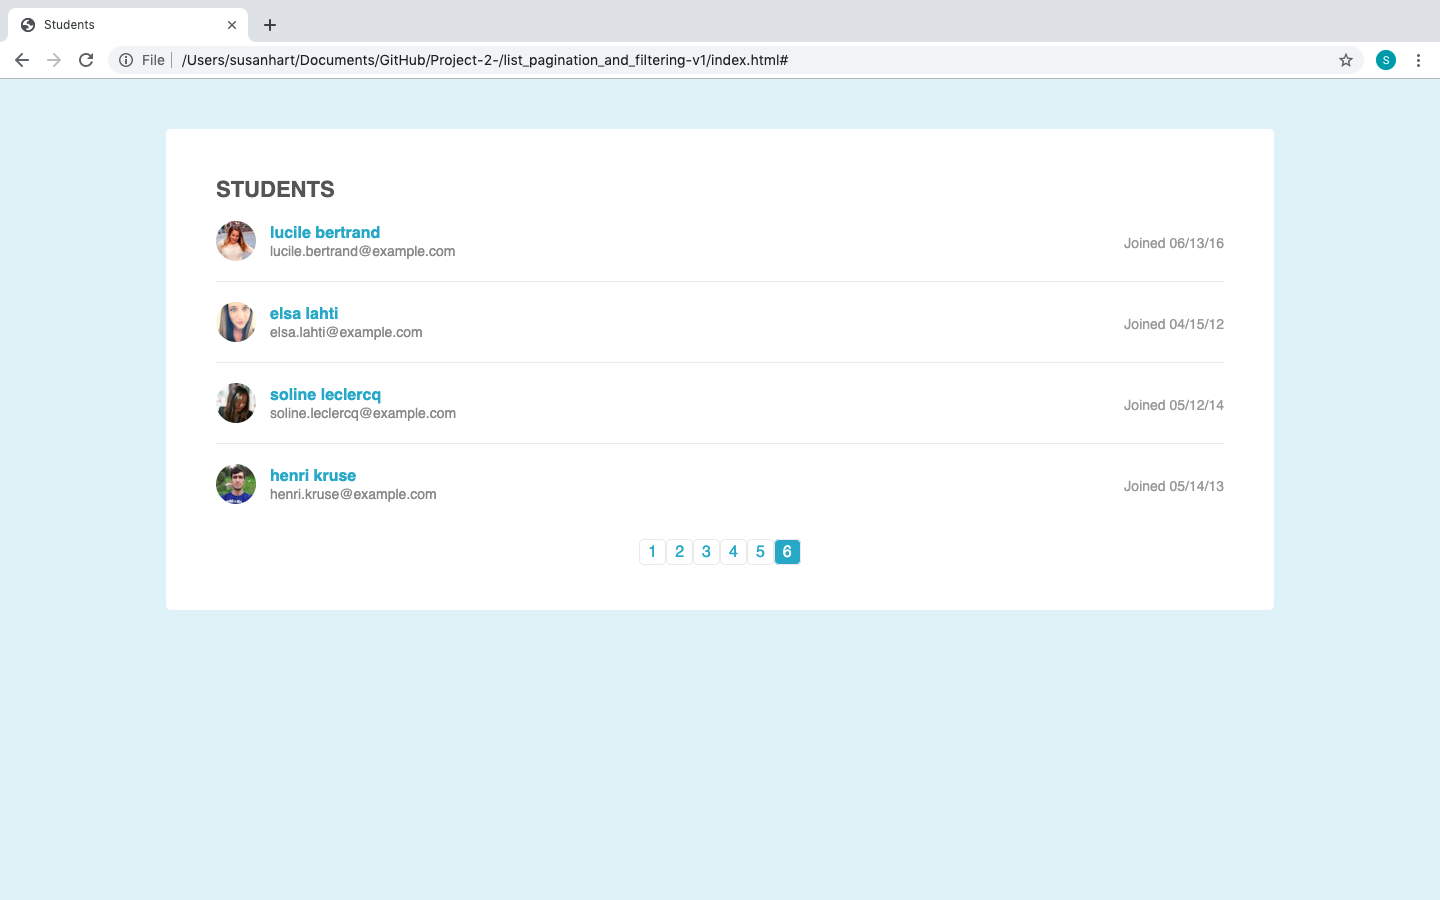 Students
File /Users/susanhart/Documents/GitHub/Project-2-/list_pagination_and_filtering-v1/index.html#
S
STUDENTS
lucile bertrand
lucile.bertrand@example.com
Joined 06/13/16
elsa lahti
elsa.lahti@example.com
Joined 04/15/12
soline leclercq
soline.leclercq@example.com
Joined 05/12/14
henri kruse
henri.kruse@example.com
Joined 05/14/13
1 2 3 4 5 6